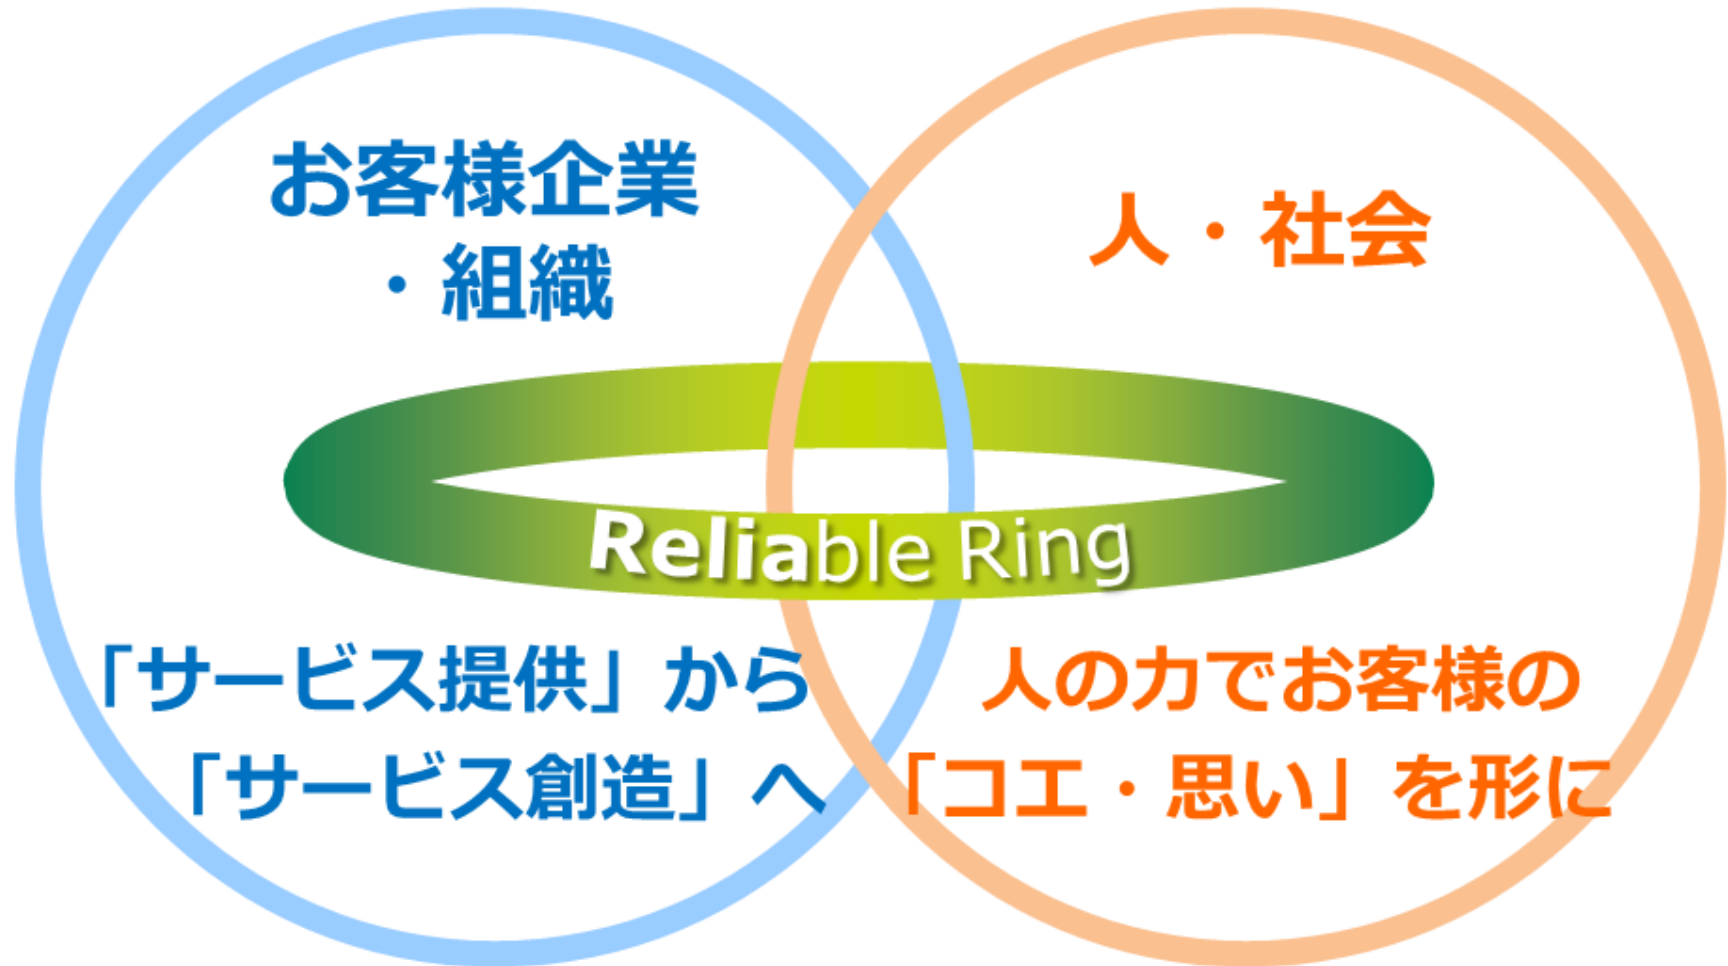 お客様企業
・組織
人・社会
Reliable Ring
「サービス提供」から
「サービス創造」へ
人の力でお客様の
「コエ・思い」を形に